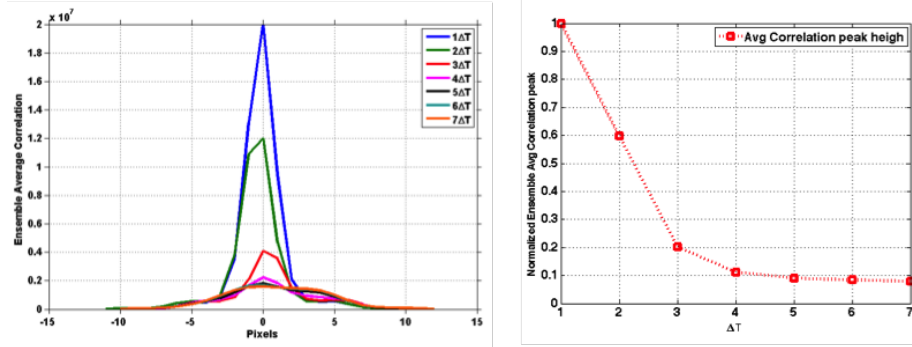 x 10⁷
2
1.8
1.6
1.4
1.2
1
0.8
0.6
0.4
0.2
0
-15 -10 -5 0 5 10 15
Pixels
Ensemble Average Correlation
1ΔT
2ΔT
3ΔT
4ΔT
5ΔT
6ΔT
7ΔT
1
0.9
0.8
0.7
0.6
0.5
0.4
0.3
0.2
0.1
0
1 2 3 4 5 6 7
ΔT
Normalized Ensemble Avg Correlation peak
Avg Correlation peak heigh